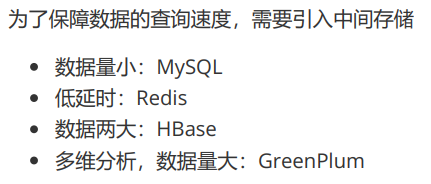 为了保障数据的查询速度，需要引入中间存储
• 数据量小：MySQL
• 低延时：Redis
• 数据两大：HBase
• 多维分析，数据量大：GreenPlum